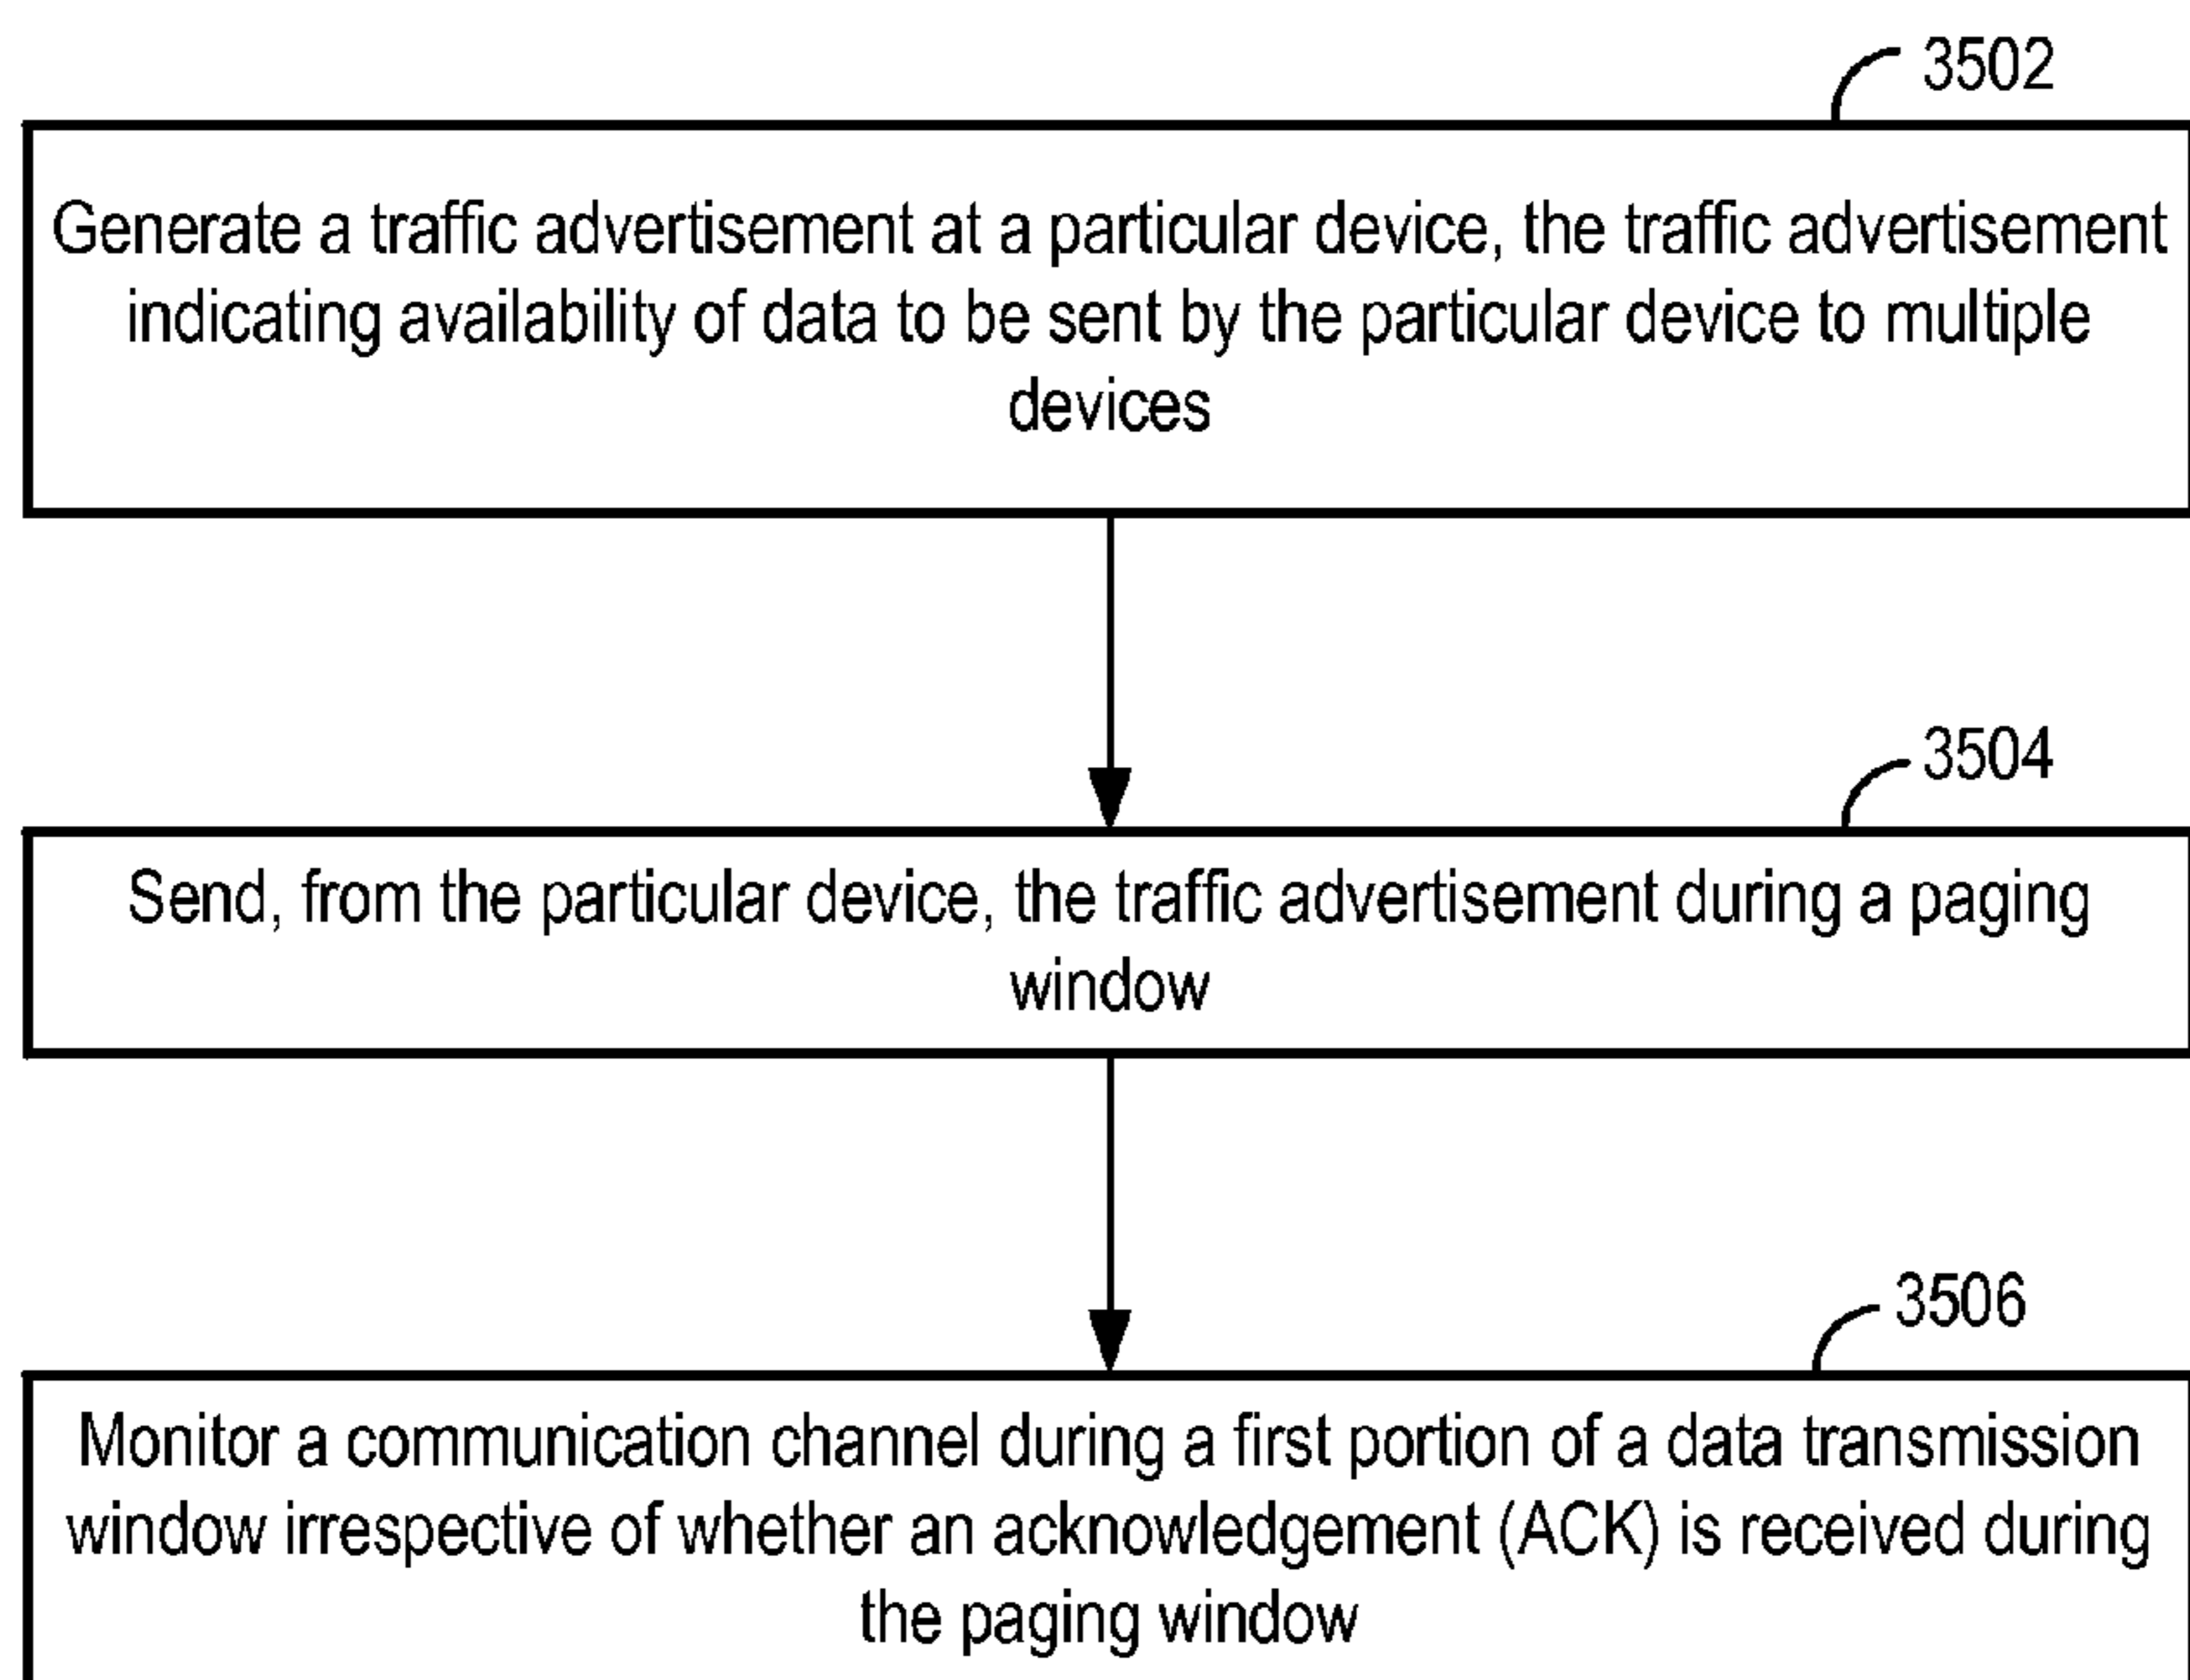 3502
Generate a traffic advertisement at a particular device, the traffic advertisement
indicating availability of data to be sent by the particular device to multiple
devices
3504
Send, from the particular device, the traffic advertisement during a paging
window
3506
Monitor a communication channel during a first portion of a data transmission
window irrespective of whether an acknowledgement (ACK) is received during
the paging window